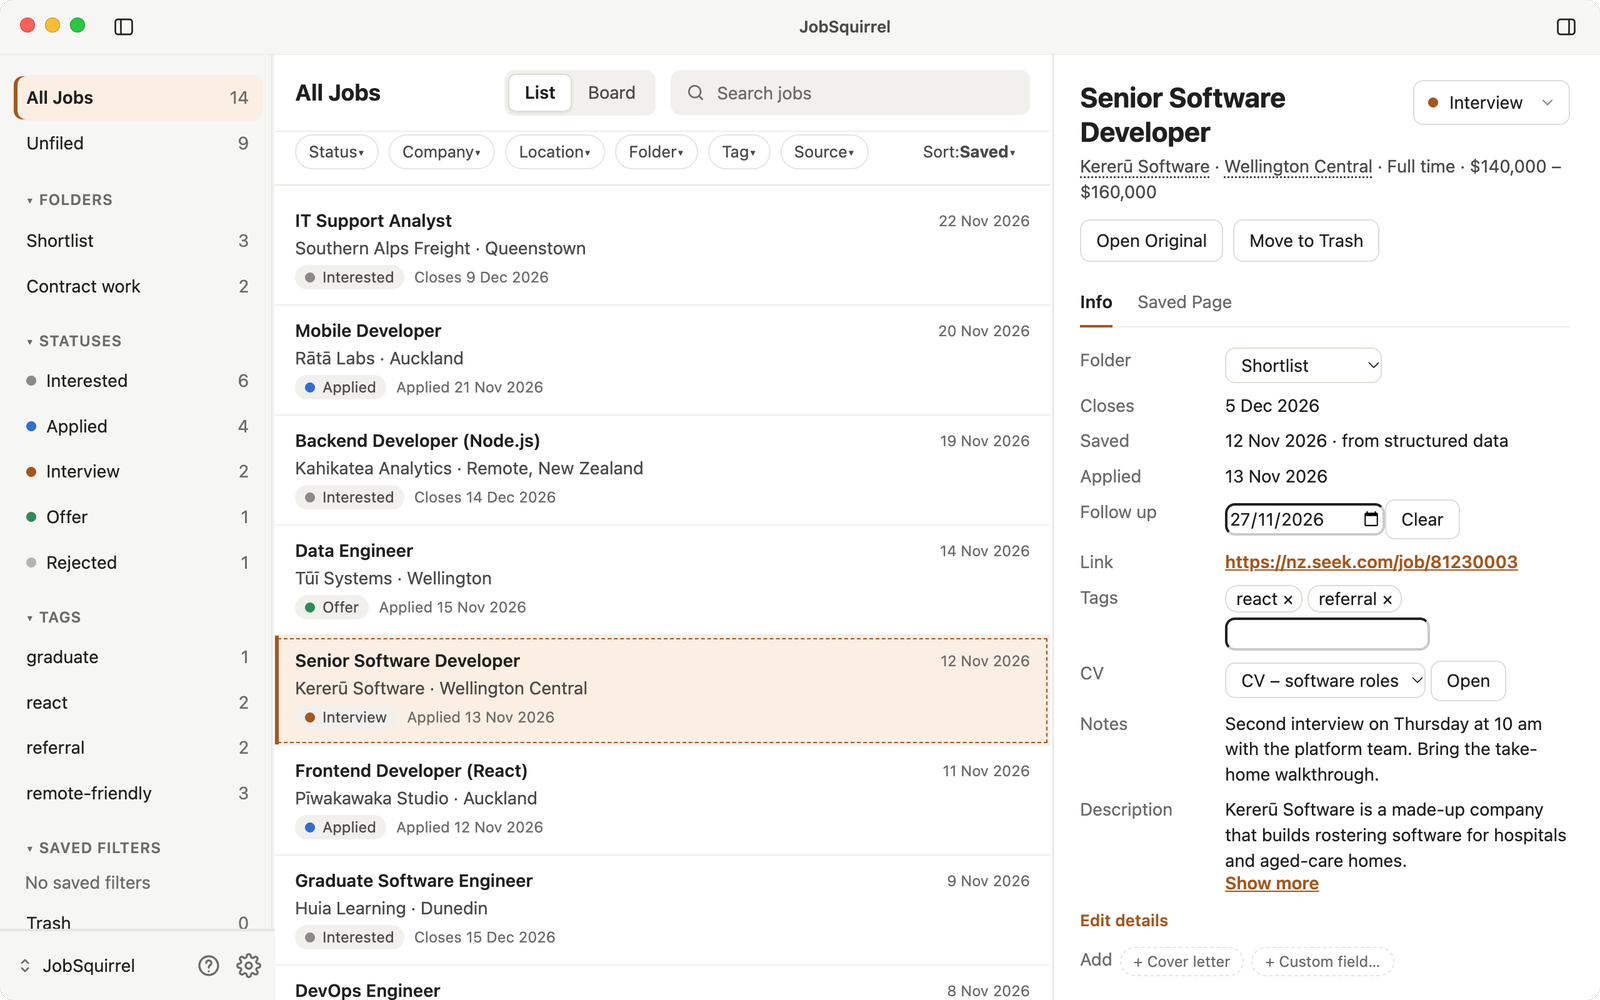 JobSquirrel
All Jobs 14
Unfiled 9
FOLDERS
Shortlist 3
Contract work 2
STATUSES
Interested 6
Applied 4
Interview 2
Offer 1
Rejected 1
TAGS
graduate 1
react 2
referral 2
remote-friendly 3
SAVED FILTERS
No saved filters
Trash 0
JobSquirrel
All Jobs
List Board
Search jobs
Status Company Location Folder Tag Source Sort:Saved
IT Support Analyst 22 Nov 2026
Southern Alps Freight · Queenstown
Interested Closes 9 Dec 2026
Mobile Developer 20 Nov 2026
Rātā Labs · Auckland
Applied Applied 21 Nov 2026
Backend Developer (Node.js) 19 Nov 2026
Kahikatea Analytics · Remote, New Zealand
Interested Closes 14 Dec 2026
Data Engineer 14 Nov 2026
Tūī Systems · Wellington
Offer Applied 15 Nov 2026
Senior Software Developer 12 Nov 2026
Kererū Software · Wellington Central
Interview Applied 13 Nov 2026
Frontend Developer (React) 11 Nov 2026
Pīwakawaka Studio · Auckland
Applied Applied 12 Nov 2026
Graduate Software Engineer 9 Nov 2026
Huia Learning · Dunedin
Interested Closes 15 Dec 2026
DevOps Engineer 8 Nov 2026
Senior Software
Developer
Interview
Kererū Software · Wellington Central · Full time · $140,000 –
$160,000
Open Original Move to Trash
Info Saved Page
Folder Shortlist
Closes 5 Dec 2026
Saved 12 Nov 2026 · from structured data
Applied 13 Nov 2026
Follow up 27/11/2026 Clear
Link https://nz.seek.com/job/81230003
Tags react × referral ×
CV CV – software roles Open
Notes Second interview on Thursday at 10 am
with the platform team. Bring the take-
home walkthrough.
Description Kererū Software is a made-up company
that builds rostering software for hospitals
and aged-care homes.
Show more
Edit details
Add + Cover letter + Custom field...